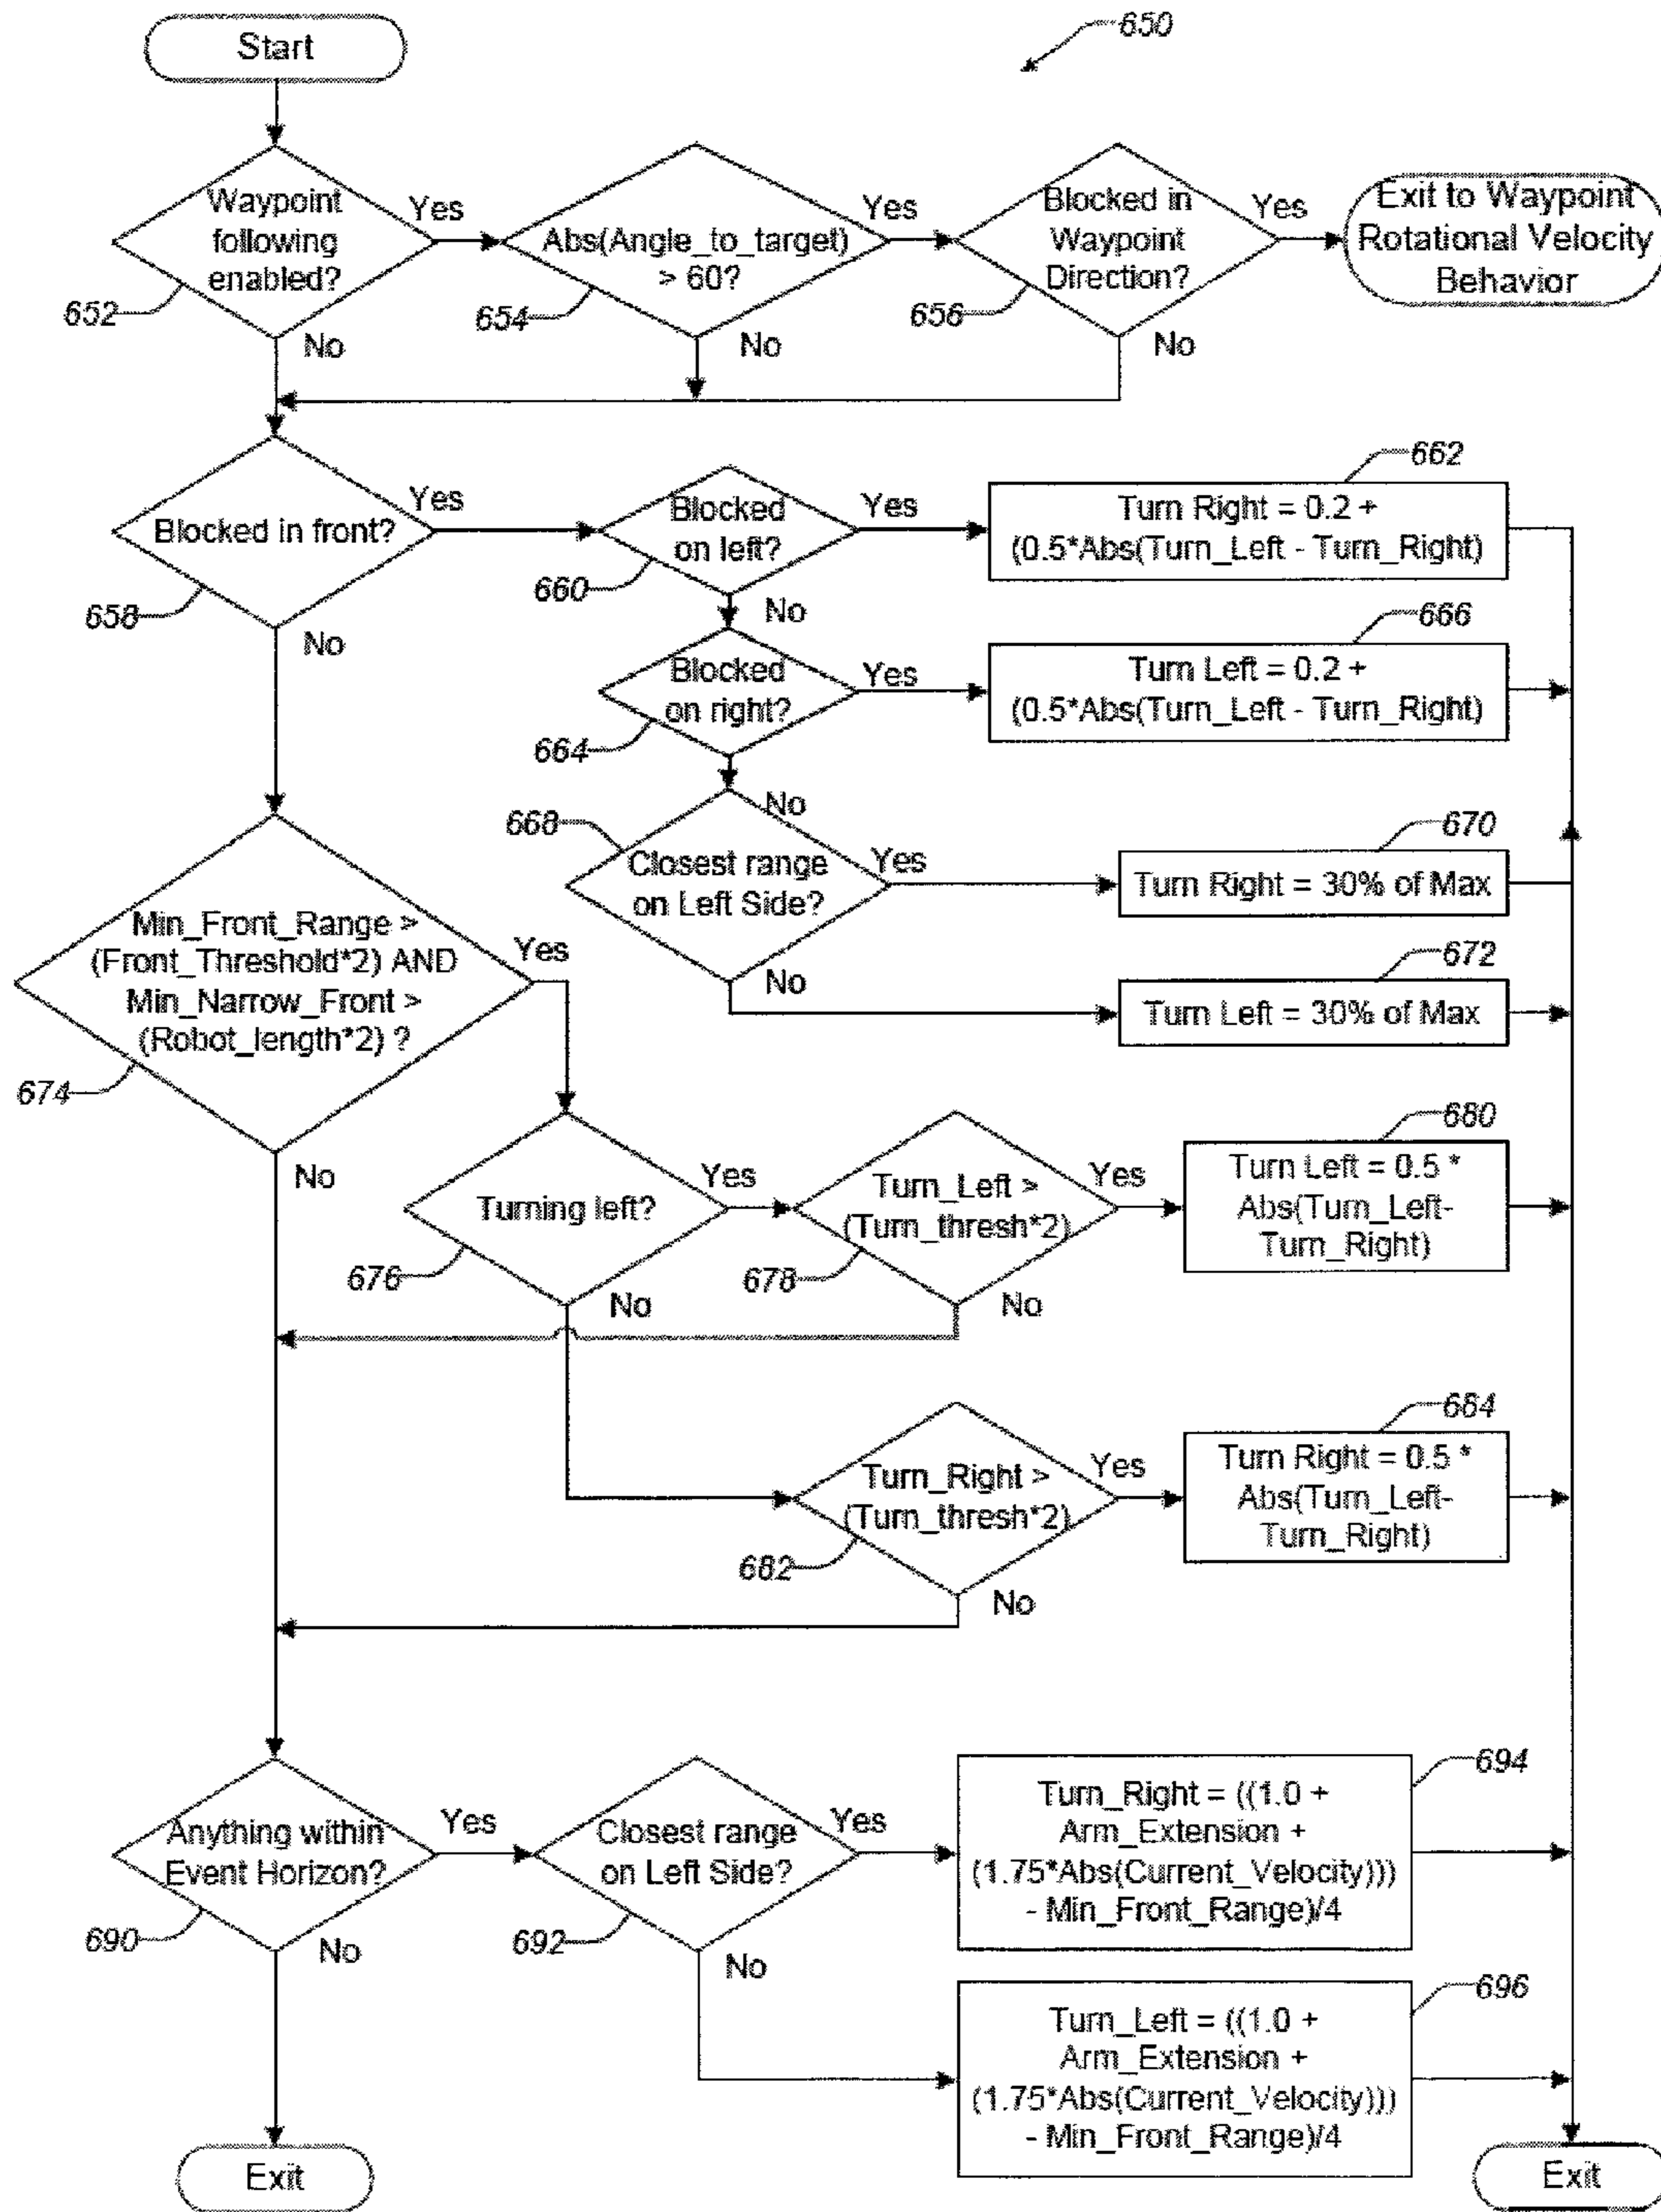 650
Start
Waypoint
following
enabled?
Yes
652
No
Abs(Angle_to_target)
> 60?
Yes
654
No
Blocked in
Waypoint
Direction?
Yes
656
No
Exit to Waypoint
Rotational Velocity
Behavior
Blocked in front?
Yes
658
No
Blocked
on left?
Yes
660
No
662
Turn Right = 0.2 +
(0.5*Abs(Turn_Left - Turn_Right)
Blocked
on right?
Yes
664
No
666
Turn Left = 0.2 +
(0.5*Abs(Turn_Left - Turn_Right)
668
Closest range
on Left Side?
Yes
No
670
Turn Right = 30% of Max
672
Turn Left = 30% of Max
Min_Front_Range >
(Front_Threshold*2) AND
Min_Narrow_Front >
(Robot_length*2) ?
Yes
674
No
Turning left?
Yes
676
No
Turn_Left >
(Turn_thresh*2)
Yes
678
No
680
Turn Left = 0.5 *
Abs(Turn_Left-
Turn_Right)
Turn_Right >
(Turn_thresh*2)
Yes
682
No
684
Turn Right = 0.5 *
Abs(Turn_Left-
Turn_Right)
Anything within
Event Horizon?
Yes
690
No
Closest range
on Left Side?
Yes
692
No
694
Turn_Right = ((1.0 +
Arm_Extension +
(1.75*Abs(Current_Velocity)))
- Min_Front_Range)/4
696
Turn_Left = ((1.0 +
Arm_Extension +
(1.75*Abs(Current_Velocity)))
- Min_Front_Range)/4
Exit
Exit